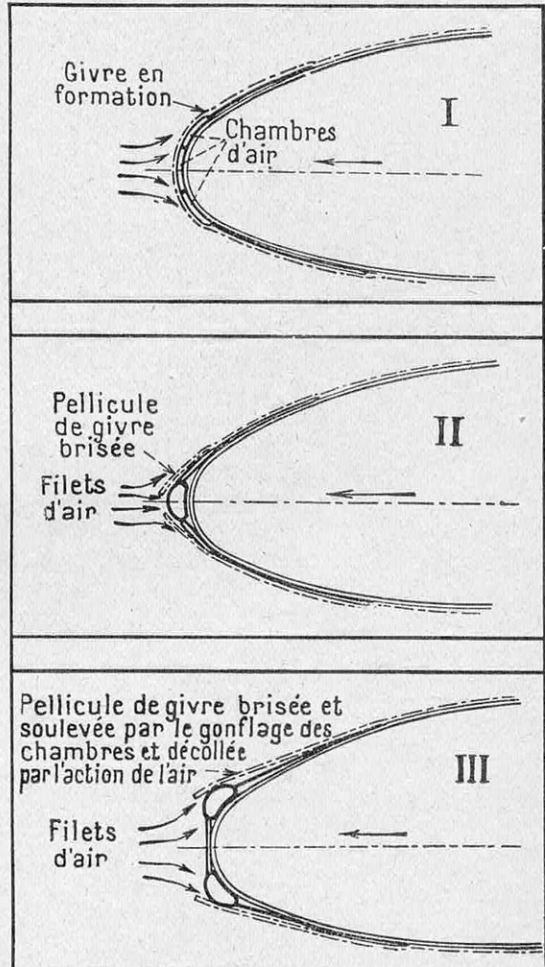 Givre en
formation
Chambres
d'air
I
Pellicule
de givre
brisée
II
Filets
d'air
Pellicule de givre brisée et
soulevée par le gonflage des
chambres et décollée
par l'action de l'air
III
Filets
d'air